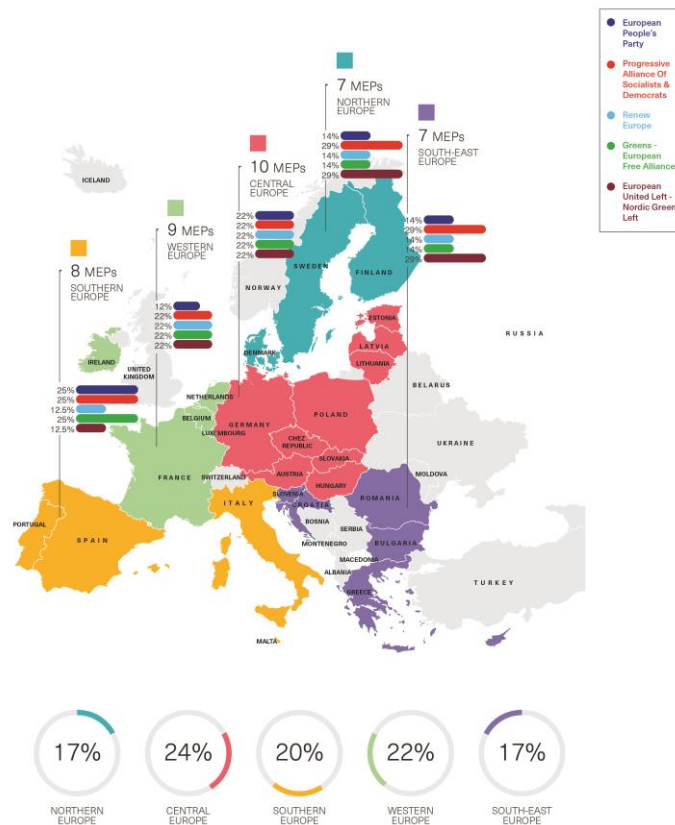 European
People's
Party
Progressive
Alliance Of
Socialists &
Democrats
Renew
Europe
Greens -
European
Free Alliance
European
United Left -
Nordic Green
Left
7 MEPs
NORTHERN
EUROPE
14%
29%
14%
14%
29%
7 MEPs
SOUTH-EAST
EUROPE
14%
29%
14%
14%
29%
10 MEPs
CENTRAL
EUROPE
22%
22%
22%
22%
22%
9 MEPs
WESTERN
EUROPE
12%
22%
22%
22%
22%
8 MEPs
SOUTHERN
EUROPE
25%
25%
12.5%
25%
12.5%
ICELAND
SWEDEN
FINLAND
NORWAY
RUSSIA
ESTONIA
LATVIA
LITHUANIA
DENMARK
IRELAND
UNITED
KINGDOM
BELARUS
NETHERLANDS
BELGIUM
LUXEMBOURG
GERMANY
POLAND
UKRAINE
CHEZ
REPUBLIC
SLOVAKIA
MOLDOVA
FRANCE
SWITZERLAND
AUSTRIA
HUNGARY
SLOVENIA
CROATIA
ROMANIA
ITALY
BOSNIA
SERBIA
PORTUGAL
SPAIN
MONTENEGRO
BULGARIA
MACEDONIA
ALBANIA
GREECE
TURKEY
MALTA
17%
NORTHERN
EUROPE
24%
CENTRAL
EUROPE
20%
SOUTHERN
EUROPE
22%
WESTERN
EUROPE
17%
SOUTH-EAST
EUROPE